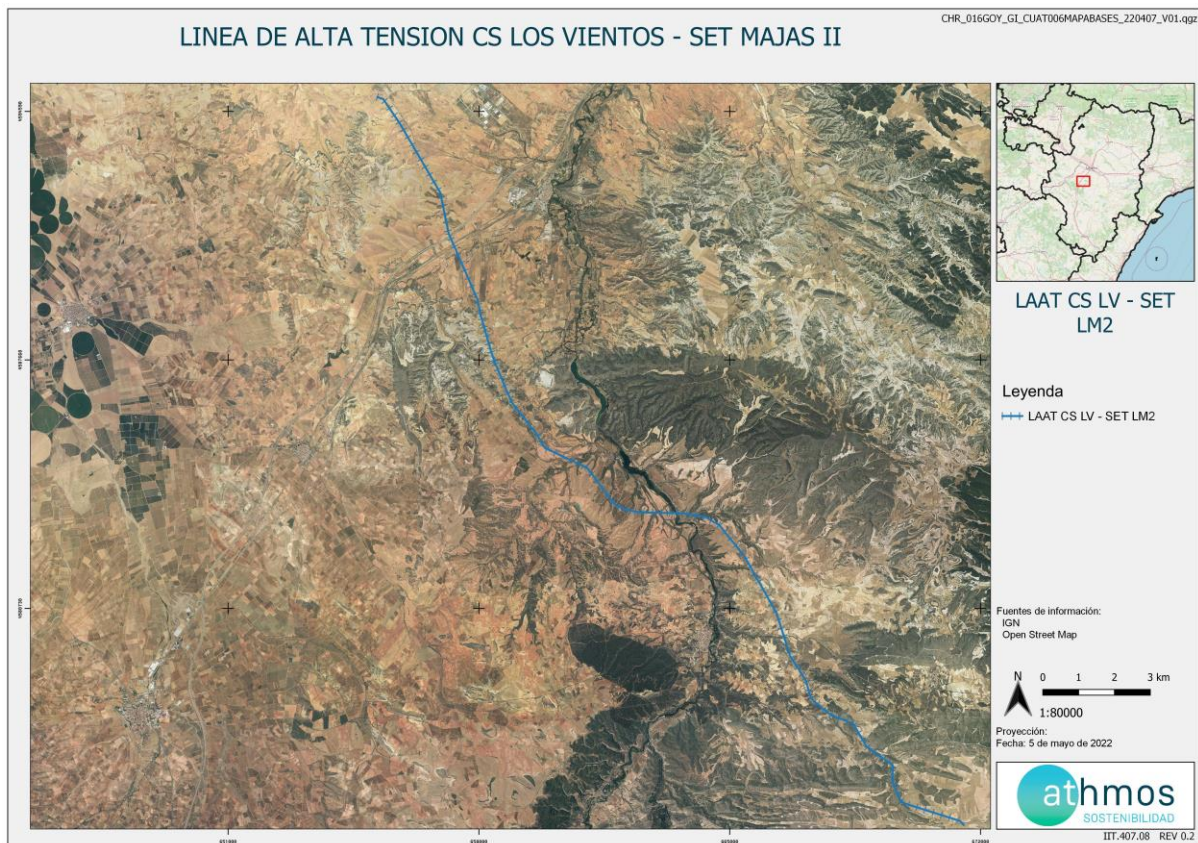 CHR_016GOY_GI_CUAT006MAPABASES_220407_V01.qgz
LINEA DE ALTA TENSION CS LOS VIENTOS - SET MAJAS II
LAAT CS LV - SET
LM2
Leyenda
LAAT CS LV - SET LM2
Fuentes de información:
IGN
Open Street Map
N
0 1 2 3 km
1:80000
Proyección:
Fecha: 5 de mayo de 2022
athmos
SOSTENIBILIDAD
IIT.407.08 REV 0.2